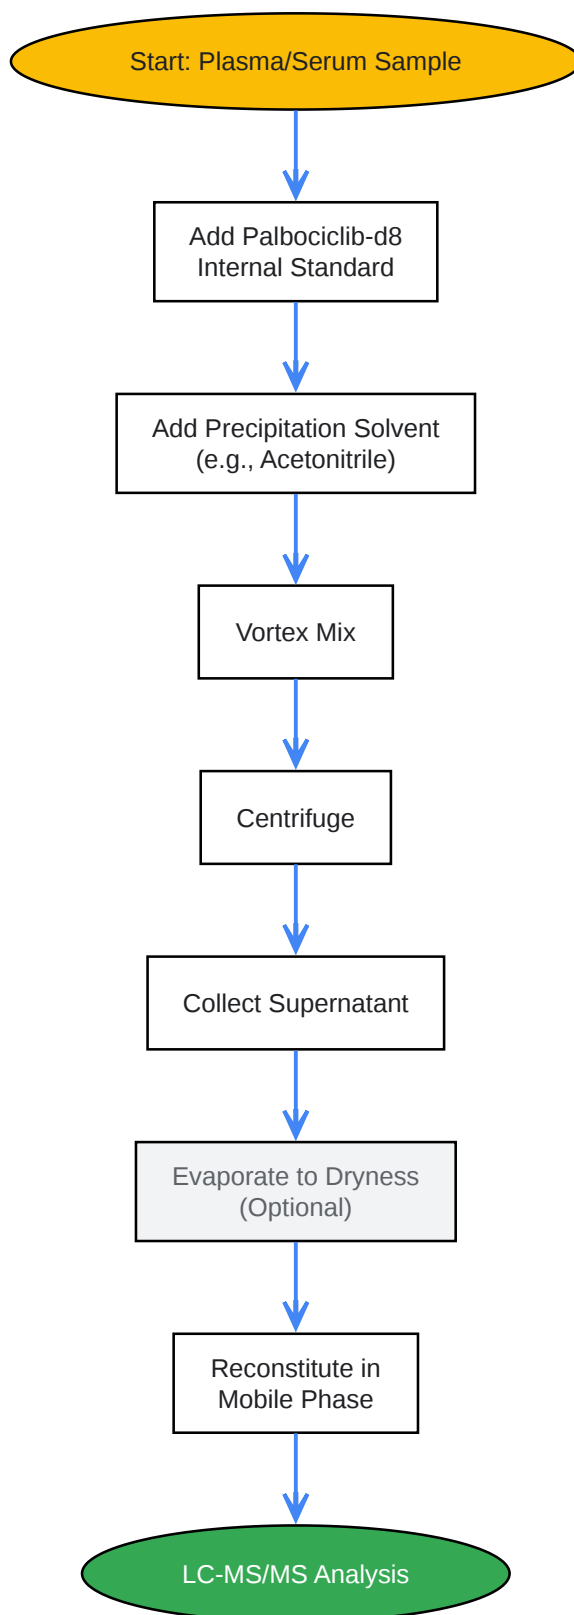 Start: Plasma/Serum Sample
Add Palbociclib-d8
Internal Standard
Add Precipitation Solvent
(e.g., Acetonitrile)
Vortex Mix
Centrifuge
Collect Supernatant
Evaporate to Dryness
(Optional)
Reconstitute in
Mobile Phase
LC-MS/MS Analysis